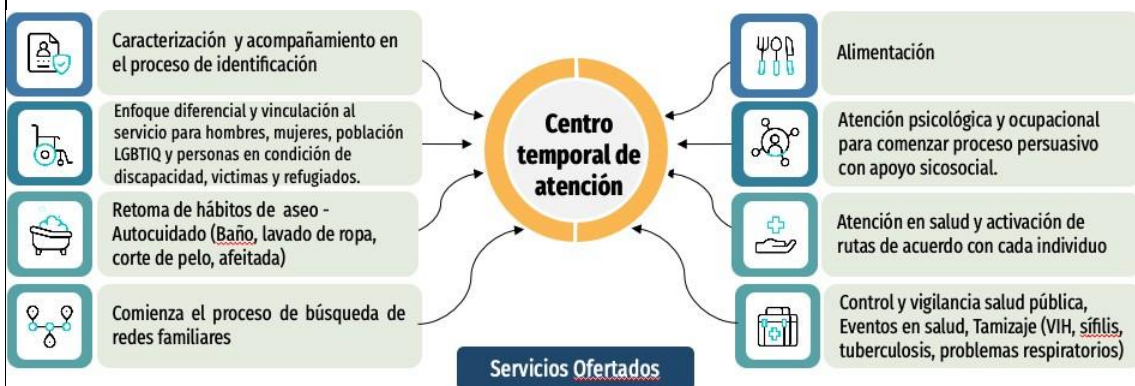 Caracterización y acompañamiento en
el proceso de identificación
Enfoque diferencial y vinculación al
servicio para hombres, mujeres, población
LGBTIQ y personas en condición de
discapacidad, victimas y refugiados.
Retoma de hábitos de aseo -
Autocuidado (Baño, lavado de ropa,
corte de pelo, afeitada)
Comienza el proceso de búsqueda de
redes familiares
Centro
temporal de
atención
Alimentación
Atención psicológica y ocupacional
para comenzar proceso persuasivo
con apoyo sicosocial.
Atención en salud y activación de
rutas de acuerdo con cada individuo
Control y vigilancia salud pública,
Eventos en salud, Tamizaje (VIH, sífilis,
tuberculosis, problemas respiratorios)
Servicios Ofertados